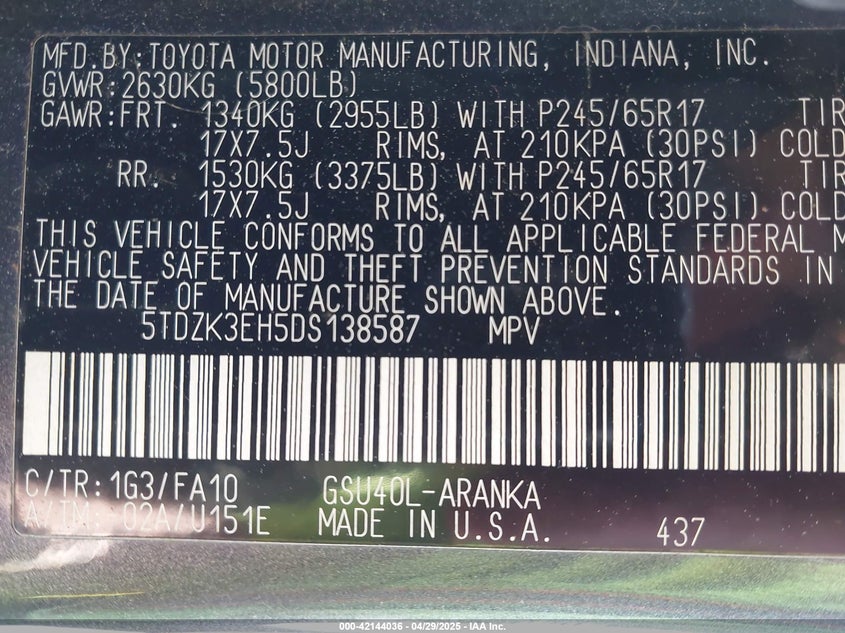 MFD.BY:TOYOTA MOTOR MANUFACTURING, INDIANA, INC.
GVWR:2630KG (5800LB)
GAWR:FRT. 1340KG (2955LB) WITH P245/65R17 TIR
17X7.5J RIMS, AT 210KPA (30PSI) COLD
RR. 1530KG (3375LB) WITH P245/65R17 TIR
17X7.5J RIMS, AT 210KPA (30PSI) COLD
THIS VEHICLE CONFORMS TO ALL APPLICABLE FEDERAL M
VEHICLE SAFETY AND THEFT PREVENTION STANDARDS IN
THE DATE OF MANUFACTURE SHOWN ABOVE.
5TDZK3EH5DS138587 MPV
C/TR:1G3/FA10 GSU40L-ARANKA
A/TM:02A/U151E MADE IN U.S.A. 437
000-42144036 - 04/29/2025 - IAA Inc.